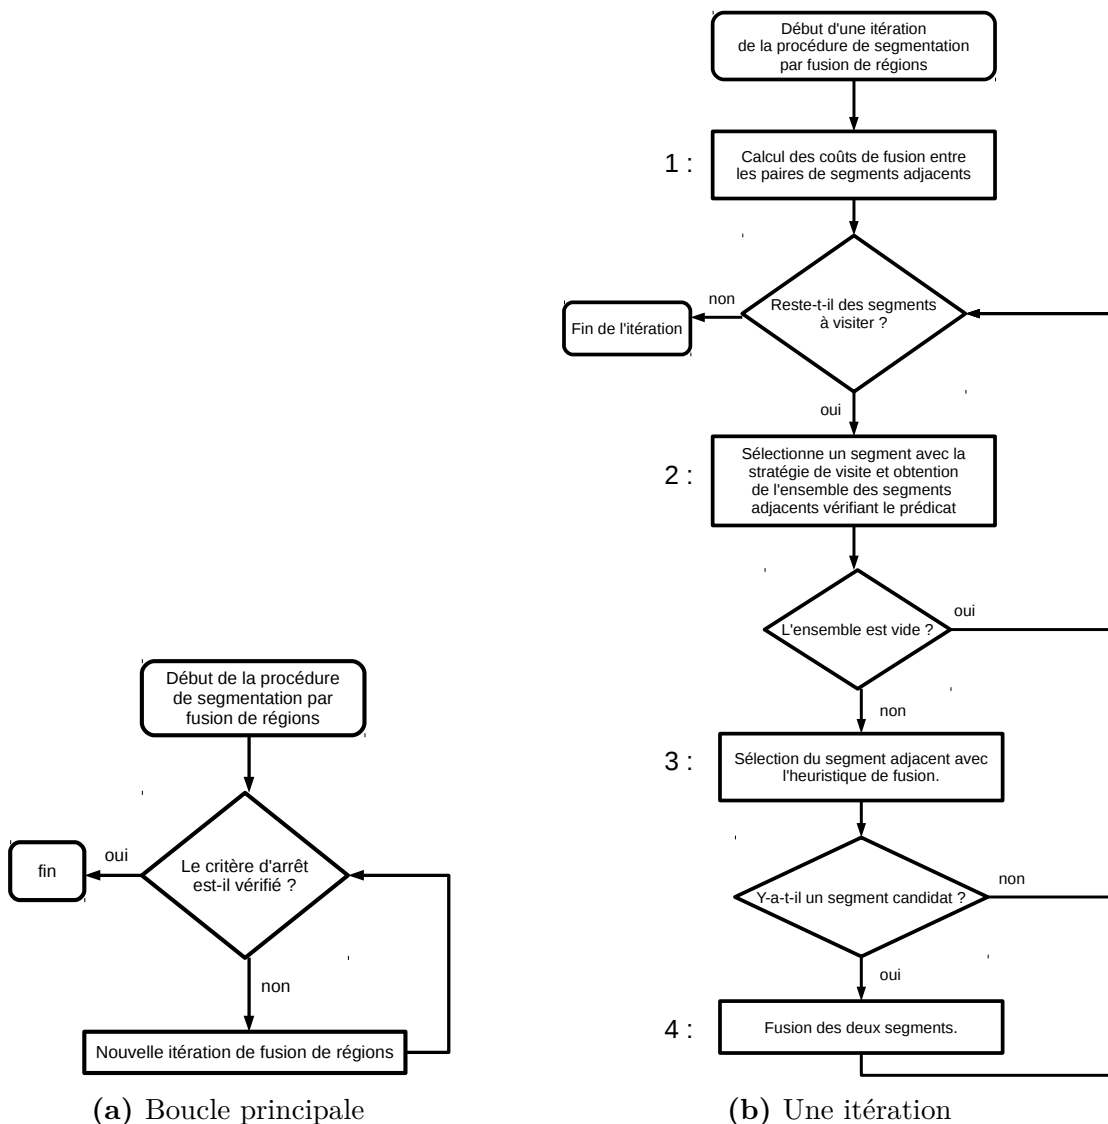 Début de la procédure
de segmentation par
fusion de régions
Le critère d'arrêt
est-il vérifié ?
oui
fin
non
Nouvelle itération de fusion de régions
(a) Boucle principale
Début d'une itération
de la procédure de segmentation
par fusion de régions
1 :
Calcul des coûts de fusion entre
les paires de segments adjacents
Reste-t-il des segments
à visiter ?
non
Fin de l'itération
oui
2 :
Sélectionne un segment avec la
stratégie de visite et obtention
de l'ensemble des segments
adjacents vérifiant le prédicat
L'ensemble est vide ?
oui
non
3 :
Sélection du segment adjacent avec
l'heuristique de fusion.
Y-a-t-il un segment candidat ?
non
oui
4 :
Fusion des deux segments.
(b) Une itération